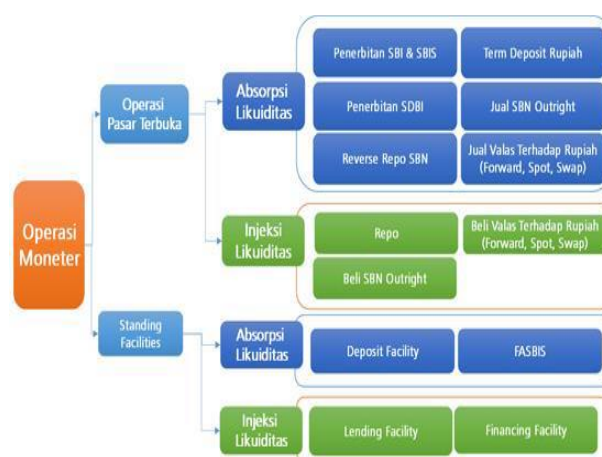 Operasi
Moneter
Operasi
Pasar Terbuka
Absorpsi
Likuiditas
Penerbitan SBI & SBIS
Term Deposit Rupiah
Penerbitan SDBI
Jual SBN Outright
Reverse Repo SBN
Jual Valas Terhadap Rupiah
(Forward, Spot, Swap)
Injeksi
Likuiditas
Repo
Beli Valas Terhadap Rupiah
(Forward, Spot, Swap)
Beli SBN Outright
Standing
Facilities
Absorpsi
Likuiditas
Deposit Facility
FASBIS
Injeksi
Likuiditas
Lending Facility
Financing Facility